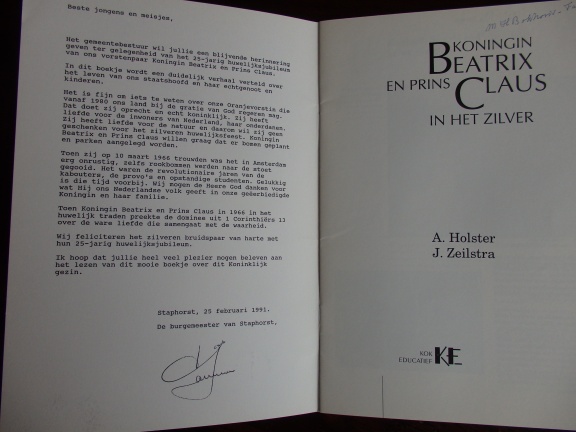 Beste jongens en meisjes,
Het gemeentebestuur wil jullie een blijvende herinnering
geven ter gelegenheid van het 25-jarig huwelijksjubileum
van ons vorstenpaar Koningin Beatrix en Prins Claus.
In dit boekje wordt een duidelijk verhaal verteld over
het leven van ons staatshoofd en haar echtgenoot en
kinderen.
Het is fijn om iets te weten over onze Oranjevorstin die
vanaf 1980 ons land bij de gratie van God regeren mag.
Dat doet zij oprecht en echt koninklijk. Zij heeft
liefde voor de inwoners van Nederland, haar onderdanen.
Zij heeft liefde voor de natuur en daarom wil zij geen
geschenken voor het zilveren huwelijksfeest. Koningin
Beatrix en Prins Claus willen graag dat er bomen geplant
en parken aangelegd worden.
Toen zij op 10 maart 1966 trouwden was het in Amsterdam
erg onrustig, zelfs rookbommen werden naar de stoet
gegooid. Het waren de revolutionaire jaren van de
kabouters, de provo's en opstandige studenten. Gelukkig
is die tijd voorbij. Wij mogen de Heere God danken voor
wat Hij ons Nederlandse volk geeft in onze geëerbiedigde
Koningin en haar familie.
Toen Koningin Beatrix en Prins Claus in 1966 in het
huwelijk traden preekte de dominee uit 1 Corinthiërs 13
over de ware liefde die samengaat met de waarheid.
Wij feliciteren het zilveren bruidspaar van harte met
hun 25-jarig huwelijksjubileum.
Ik hoop dat jullie heel veel plezier mogen beleven aan
het lezen van dit mooie boekje over dit Koninklijk
gezin.
Staphorst, 25 februari 1991.
De burgemeester van Staphorst,
KONINGIN
BEATRIX
EN PRINS CLAUS
IN HET ZILVER
A. Holster
J. Zeilstra
KOK
EDUCATIEF KE